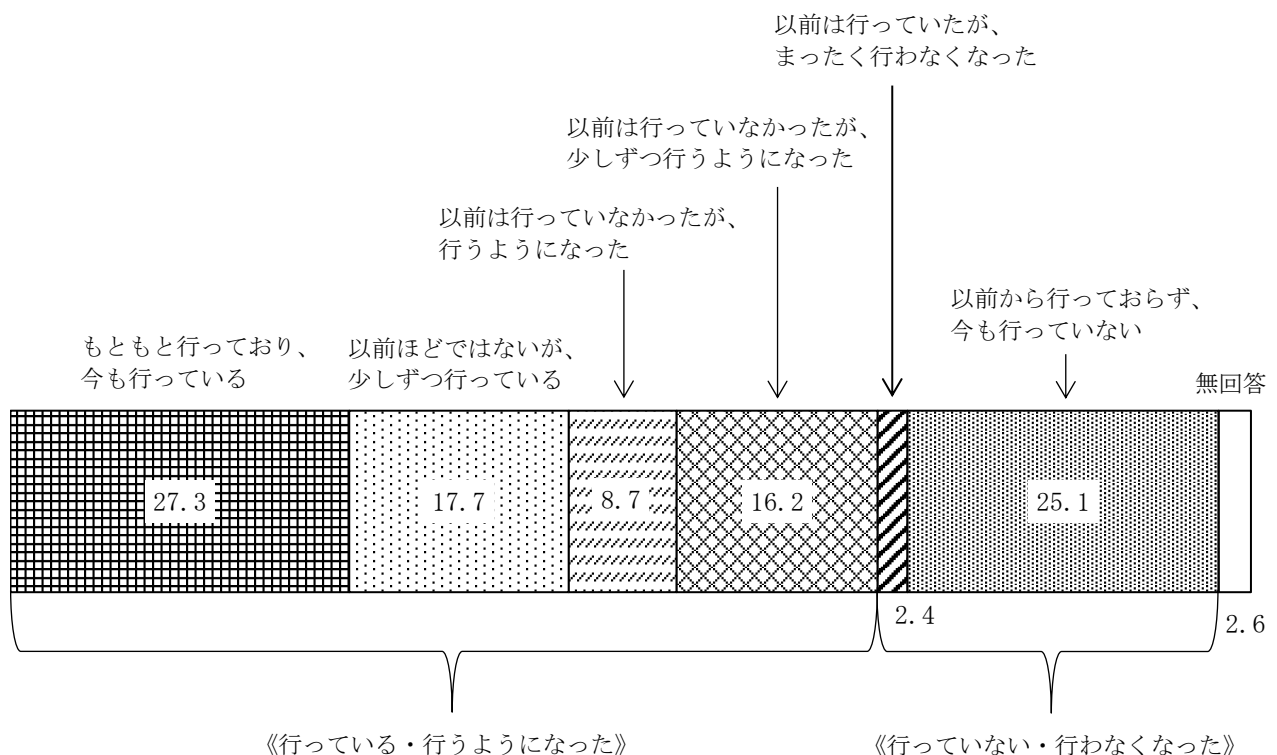 以前は行っていたが、
まったく行わなくなった
以前は行っていなかったが、
少しずつ行うようになった
以前は行っていなかったが、
行うようになった
以前から行っておらず、
今も行っていない
もともと行っており、
今も行っている
以前ほどではないが、
少しずつ行っている
無回答
27.3
17.7
8.7
16.2
25.1
2.4
2.6
《行っている・行うようになった》
《行っていない・行わなくなった》